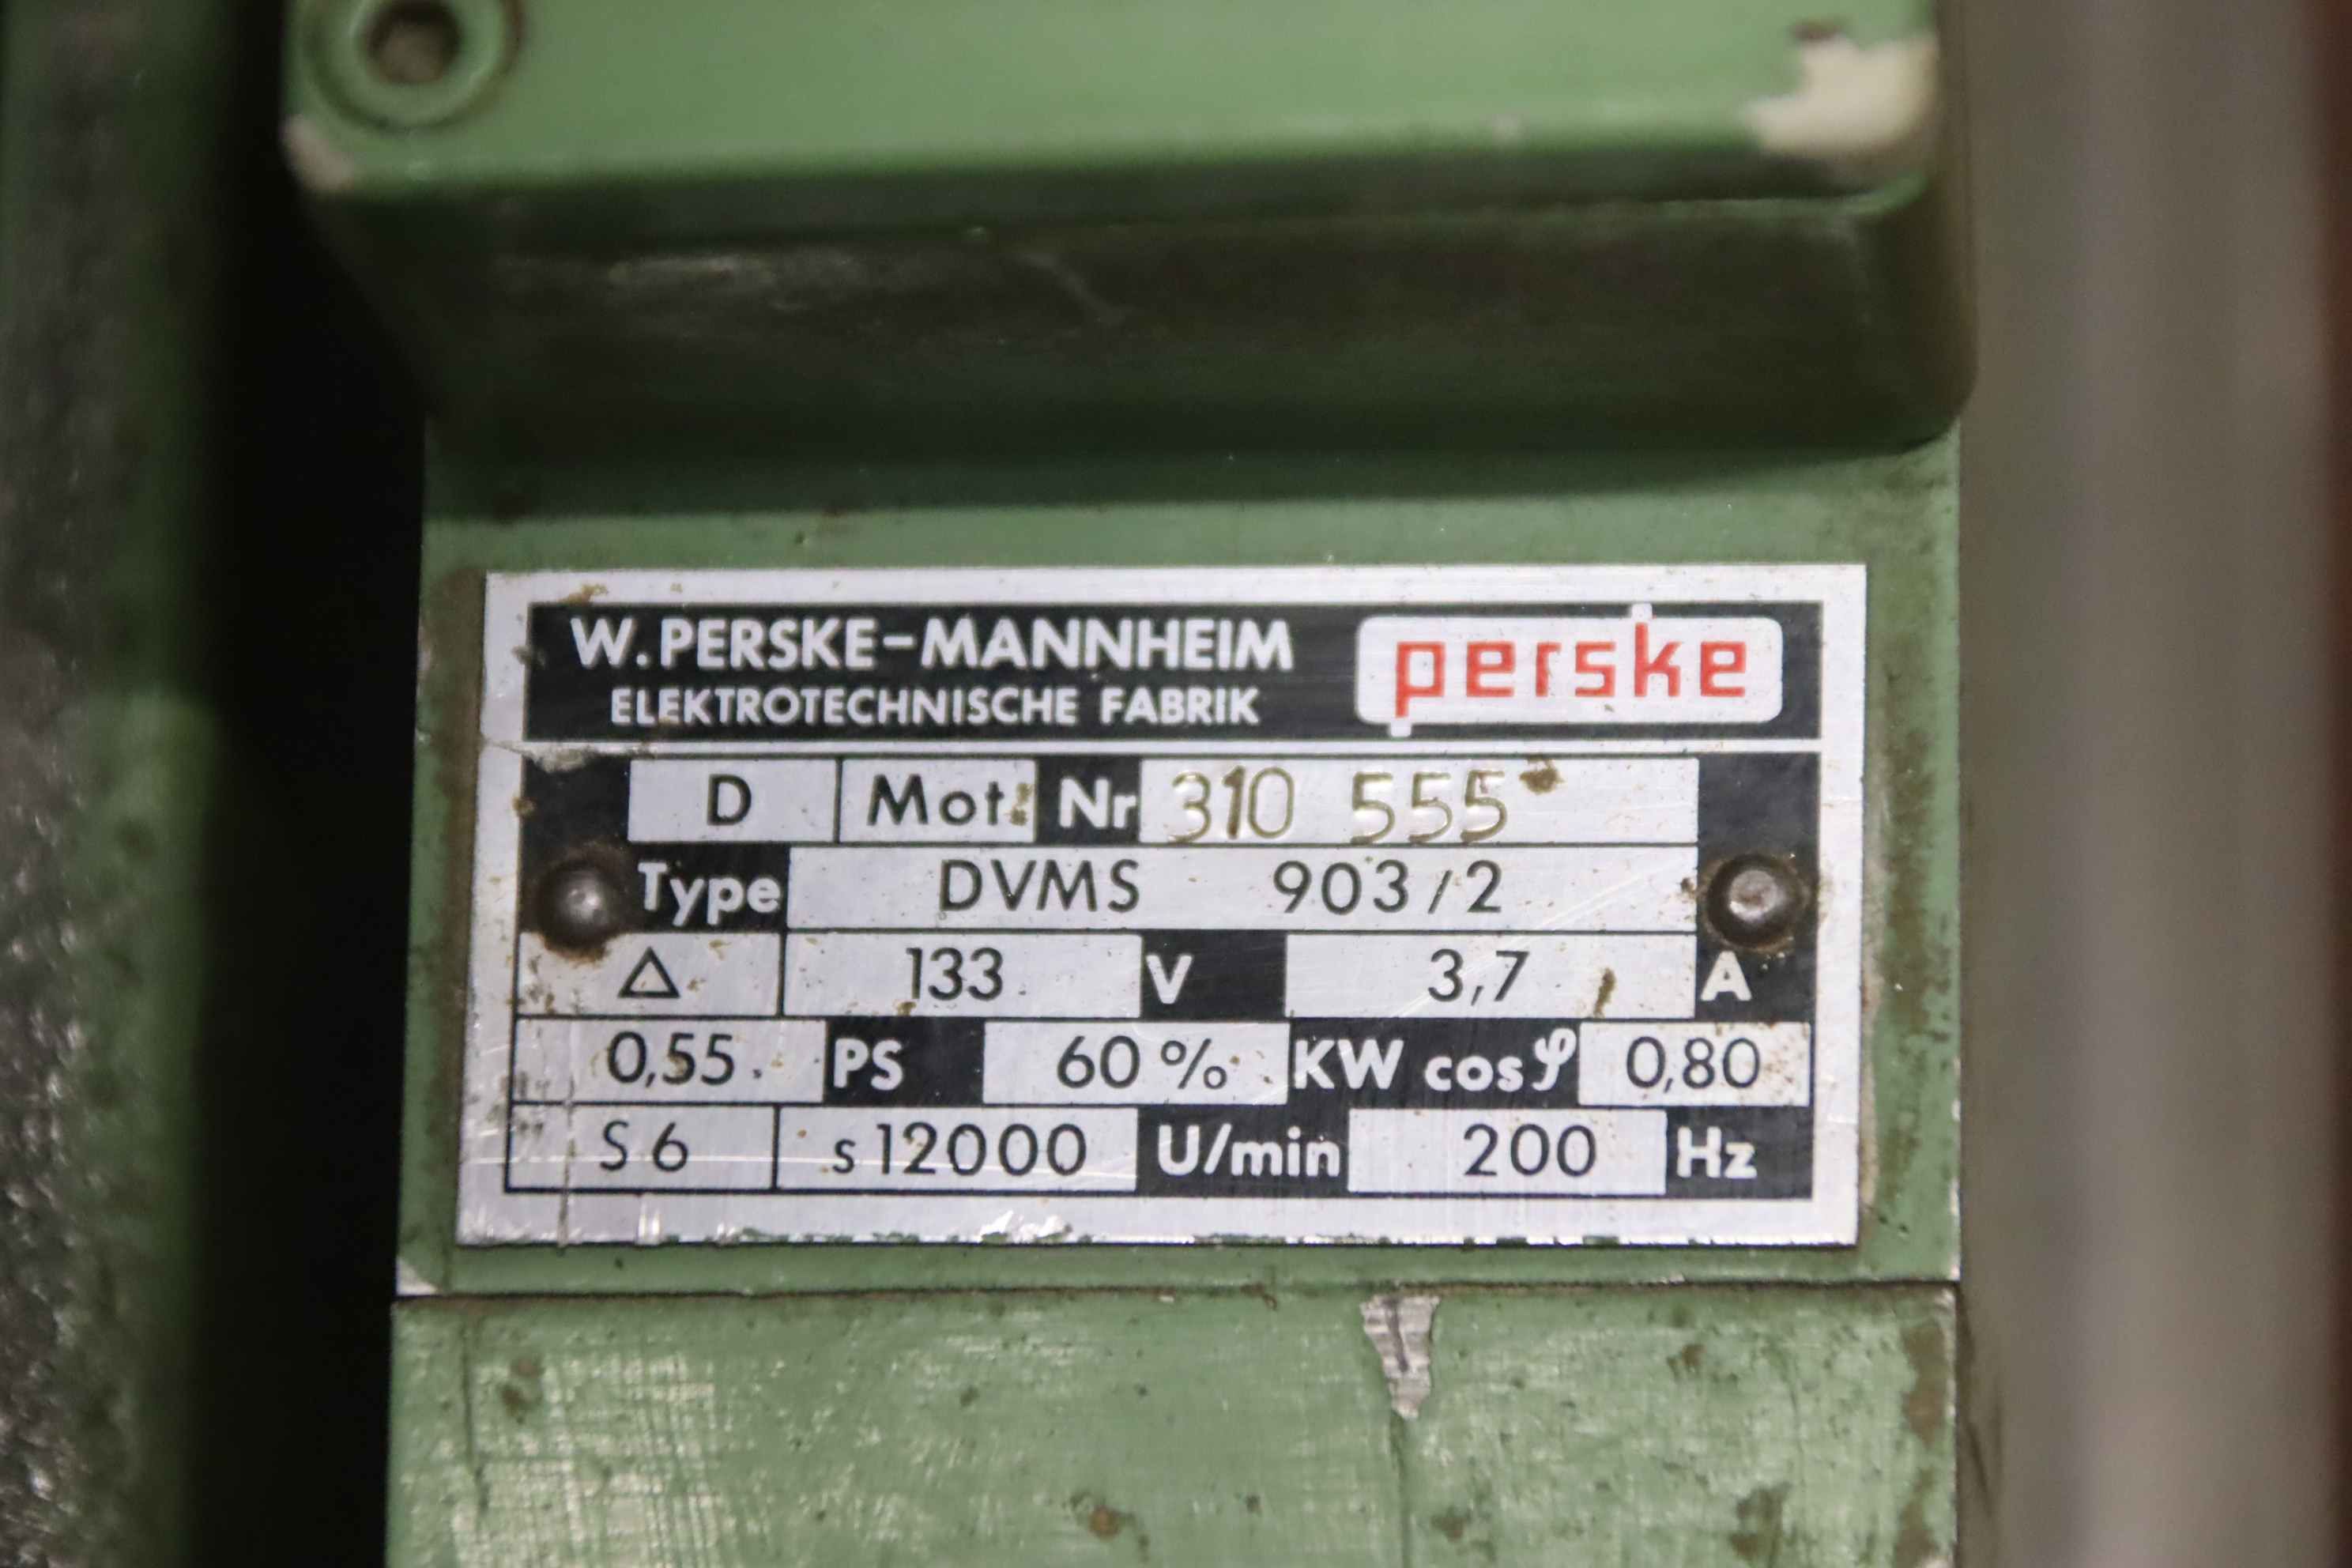 W. PERSKE-MANNHEIM
ELEKTROTECHNISCHE FABRIK
perske
D Mot. Nr 310 555
Type DVMS 903/2
△ 133 V 3,7 A
0,55 PS 60 % KW cos φ 0,80
S6 s 12000 U/min 200 Hz